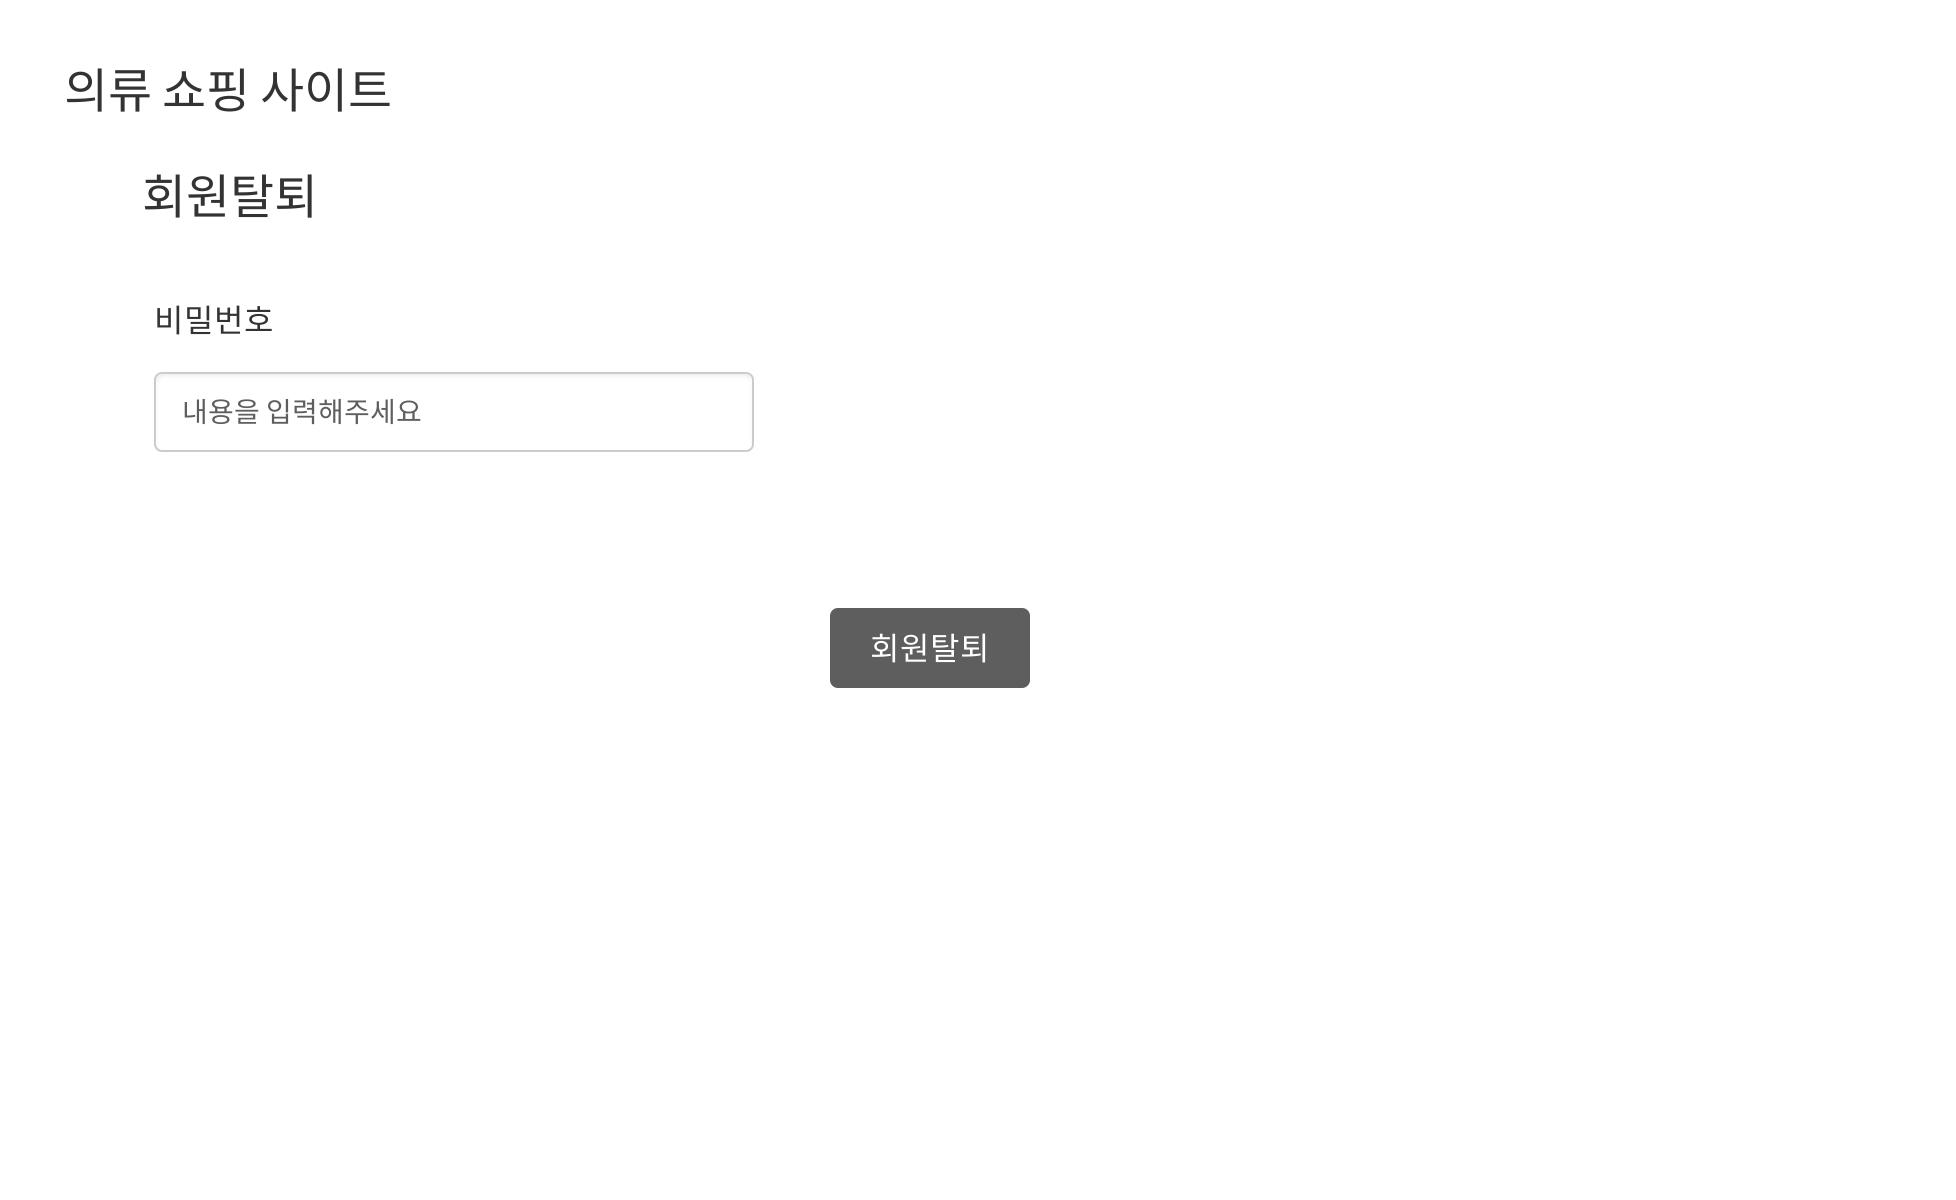 의류 쇼핑 사이트
회원탈퇴
비밀번호
내용을 입력해주세요
회원탈퇴